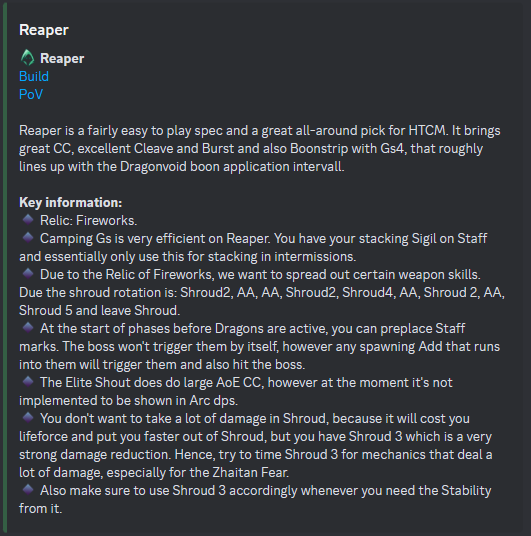 Reaper
Reaper
Build
PoV
Reaper is a fairly easy to play spec and a great all-around pick for HTCM. It brings
great CC, excellent Cleave and Burst and also Boonstrip with Gs4, that roughly
lines up with the Dragonvoid boon application intervall.
Key information:
Relic: Fireworks.
Camping Gs is very efficient on Reaper. You have your stacking Sigil on Staff
and essentially only use this for stacking in intermissions.
Due to the Relic of Fireworks, we want to spread out certain weapon skills.
Due the shroud rotation is: Shroud2, AA, AA, Shroud2, Shroud4, AA, Shroud 2, AA,
Shroud 5 and leave Shroud.
At the start of phases before Dragons are active, you can preplace Staff
marks. The boss won't trigger them by itself, however any spawning Add that runs
into them will trigger them and also hit the boss.
The Elite Shout does do large AoE CC, however at the moment it's not
implemented to be shown in Arc dps.
You don't want to take a lot of damage in Shroud, because it will cost you
lifeforce and put you faster out of Shroud, but you have Shroud 3 which is a very
strong damage reduction. Hence, try to time Shroud 3 for mechanics that deal a
lot of damage, especially for the Zhaitan Fear.
Also make sure to use Shroud 3 accordingly whenever you need the Stability
from it.